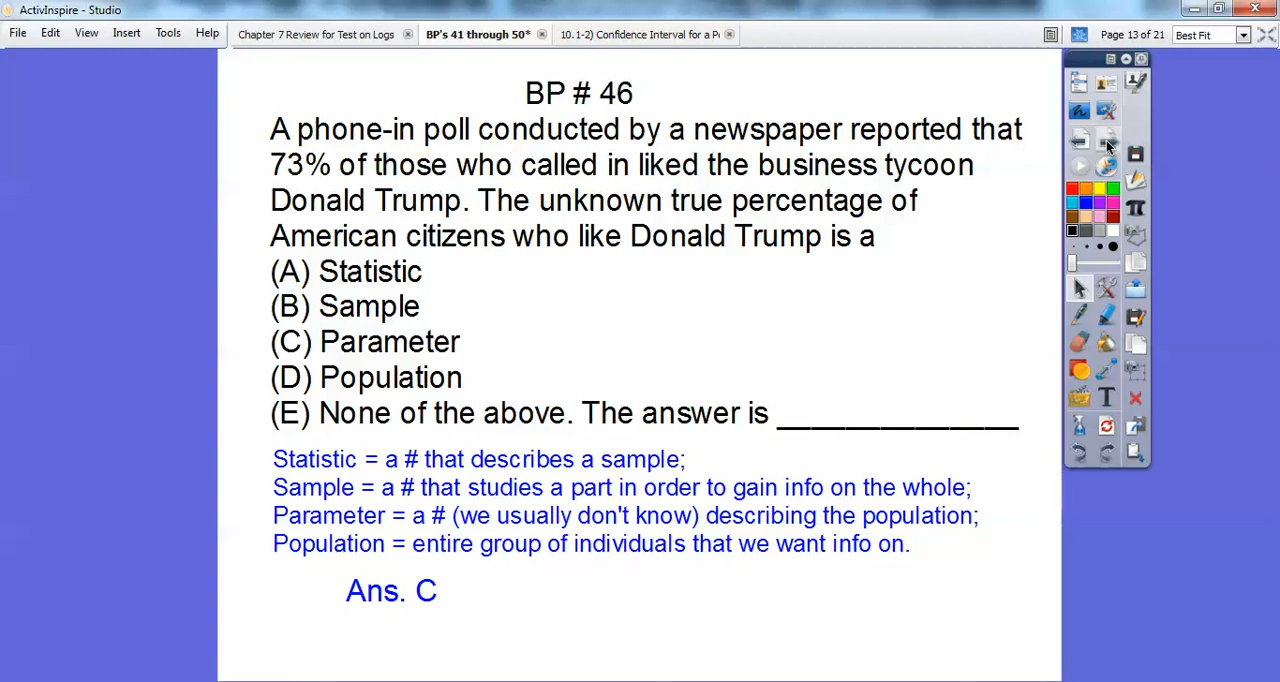 ActivInspire - Studio
File Edit View Insert Tools Help
Chapter 7 Review for Test on Logs
BP's 41 through 50*
10.1-2) Confidence Interval for a P
Page 13 of 21
Best Fit
BP # 46
A phone-in poll conducted by a newspaper reported that
73% of those who called in liked the business tycoon
Donald Trump. The unknown true percentage of
American citizens who like Donald Trump is a
(A) Statistic
(B) Sample
(C) Parameter
(D) Population
(E) None of the above. The answer is _______________
Statistic = a # that describes a sample;
Sample = a # that studies a part in order to gain info on the whole;
Parameter = a # (we usually don't know) describing the population;
Population = entire group of individuals that we want info on.
Ans. C